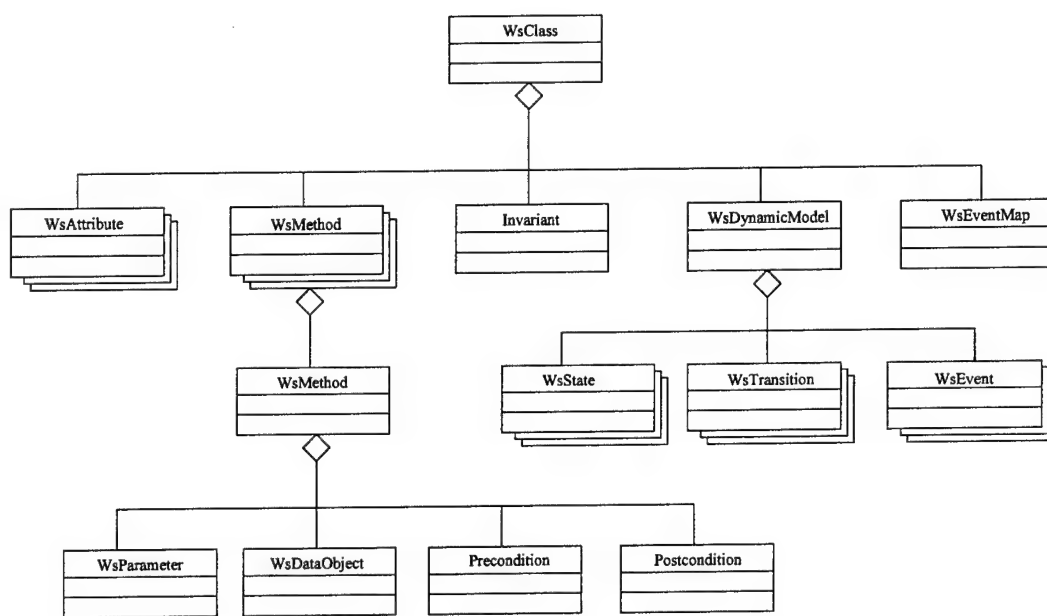 WsClass
WsAttribute
WsMethod
Invariant
WsDynamicModel
WsEventMap
WsMethod
WsState
WsTransition
WsEvent
WsParameter
WsDataObject
Precondition
Postcondition